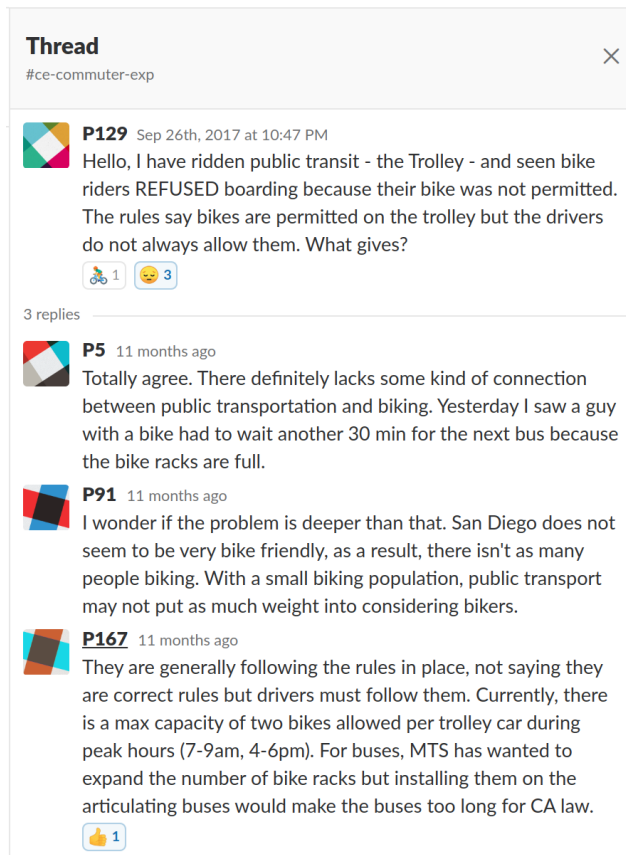 Thread
#ce-commuter-exp
P129 Sep 26th, 2017 at 10:47 PM
Hello, I have ridden public transit - the Trolley - and seen bike
riders REFUSED boarding because their bike was not permitted.
The rules say bikes are permitted on the trolley but the drivers
do not always allow them. What gives?
1 3
3 replies
P5 11 months ago
Totally agree. There definitely lacks some kind of connection
between public transportation and biking. Yesterday I saw a guy
with a bike had to wait another 30 min for the next bus because
the bike racks are full.
P91 11 months ago
I wonder if the problem is deeper than that. San Diego does not
seem to be very bike friendly, as a result, there isn't as many
people biking. With a small biking population, public transport
may not put as much weight into considering bikers.
P167 11 months ago
They are generally following the rules in place, not saying they
are correct rules but drivers must follow them. Currently, there
is a max capacity of two bikes allowed per trolley car during
peak hours (7-9am, 4-6pm). For buses, MTS has wanted to
expand the number of bike racks but installing them on the
articulating buses would make the buses too long for CA law.
1